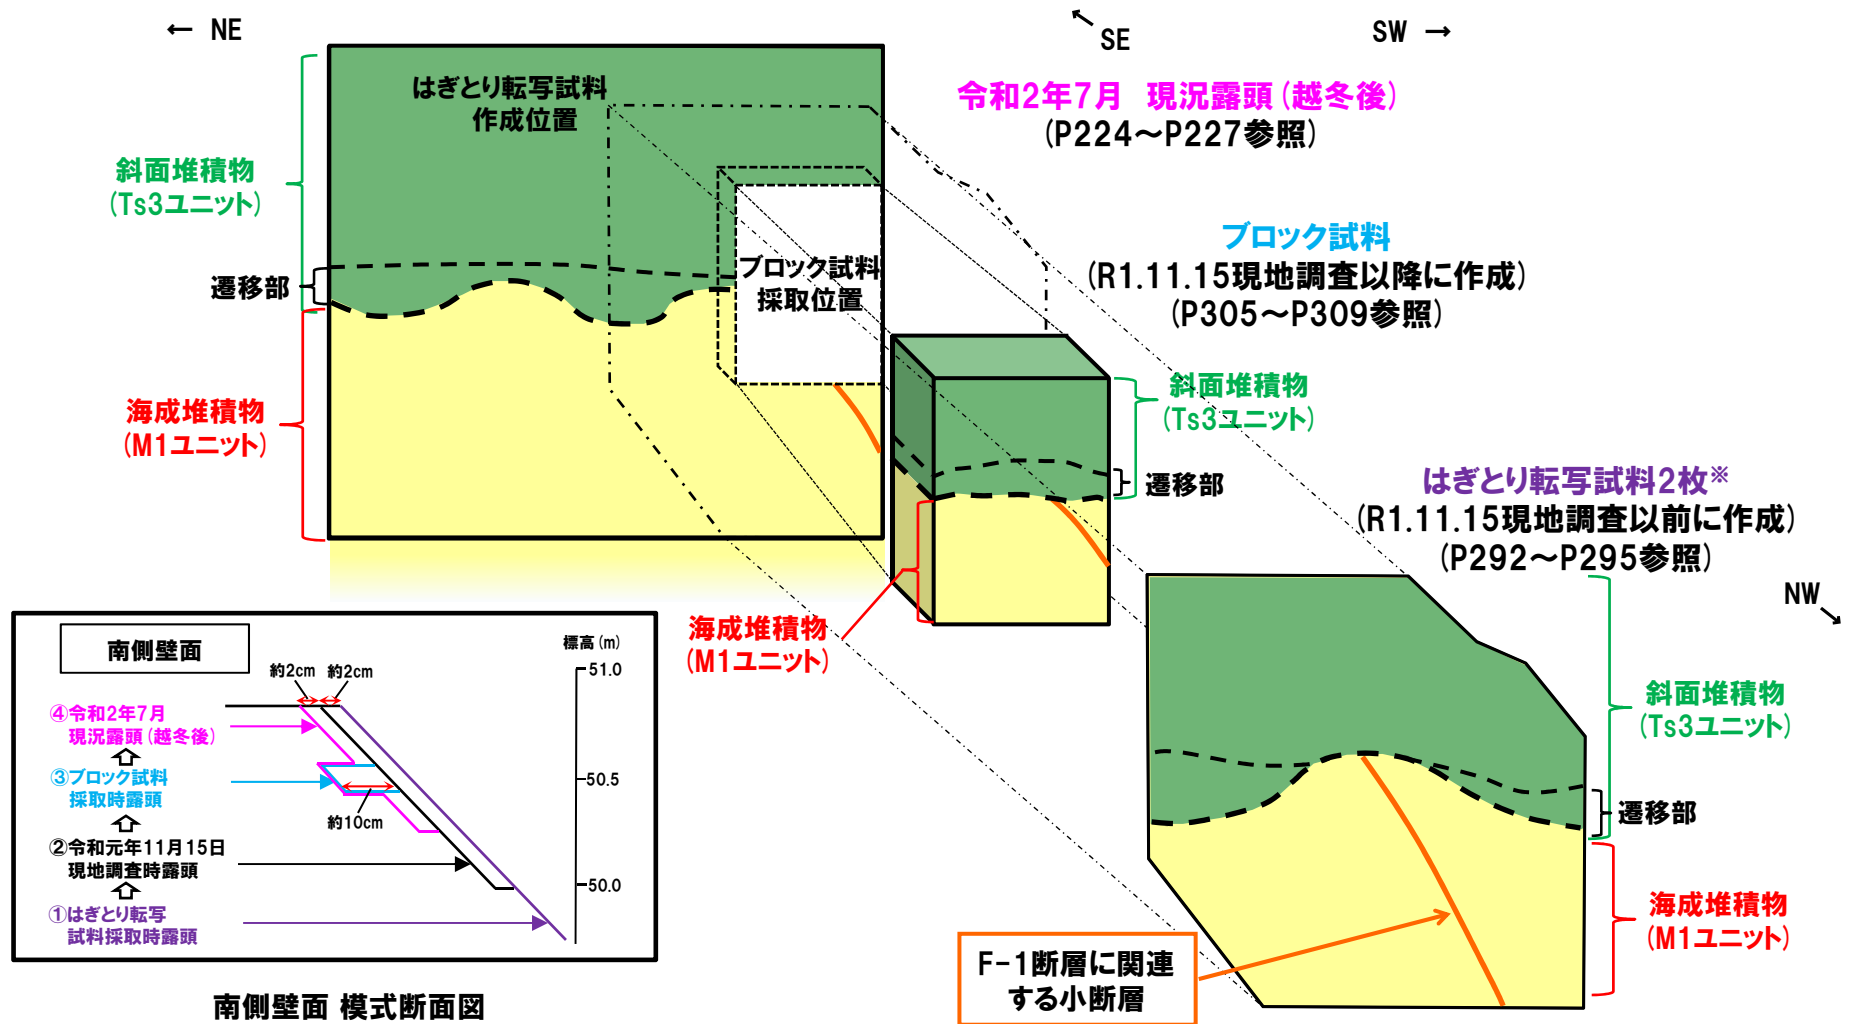 ← NE
SE
SW →
はぎとり転写試料
作成位置
令和2年7月 現況露頭(越冬後)
(P224～P227参照)
斜面堆積物
(Ts3ユニット)
遷移部
海成堆積物
(M1ユニット)
ブロック試料
採取位置
ブロック試料
(R1.11.15現地調査以降に作成)
(P305～P309参照)
斜面堆積物
(Ts3ユニット)
遷移部
海成堆積物
(M1ユニット)
はぎとり転写試料2枚※
(R1.11.15現地調査以前に作成)
(P292～P295参照)
NW
斜面堆積物
(Ts3ユニット)
遷移部
海成堆積物
(M1ユニット)
F-1断層に関連
する小断層
南側壁面
標高(m)
約2cm 約2cm
51.0
50.5
50.0
約10cm
④令和2年7月
現況露頭(越冬後)
③ブロック試料
採取時露頭
②令和元年11月15日
現地調査時露頭
①はぎとり転写
試料採取時露頭
南側壁面 模式断面図